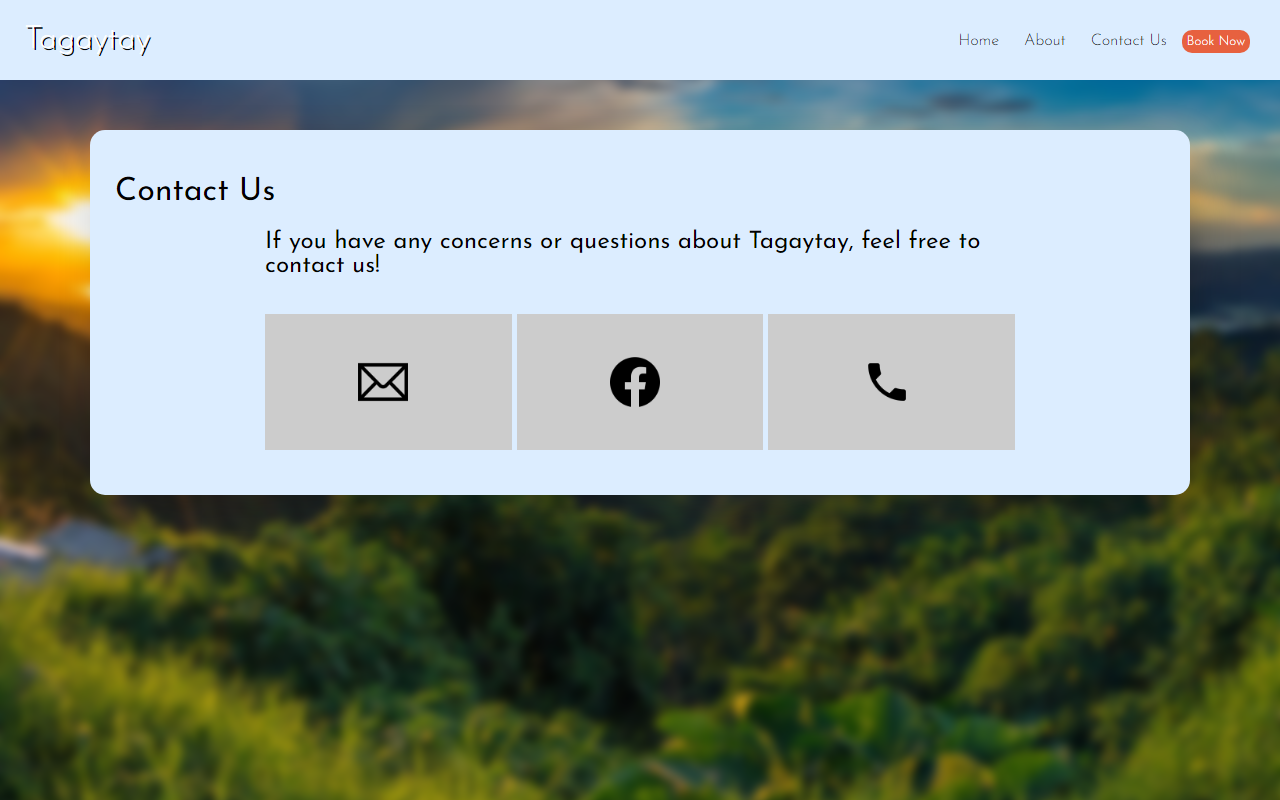 Tagaytay
Home
About
Contact Us
Book Now
Contact Us
If you have any concerns or questions about Tagaytay, feel free to
contact us!